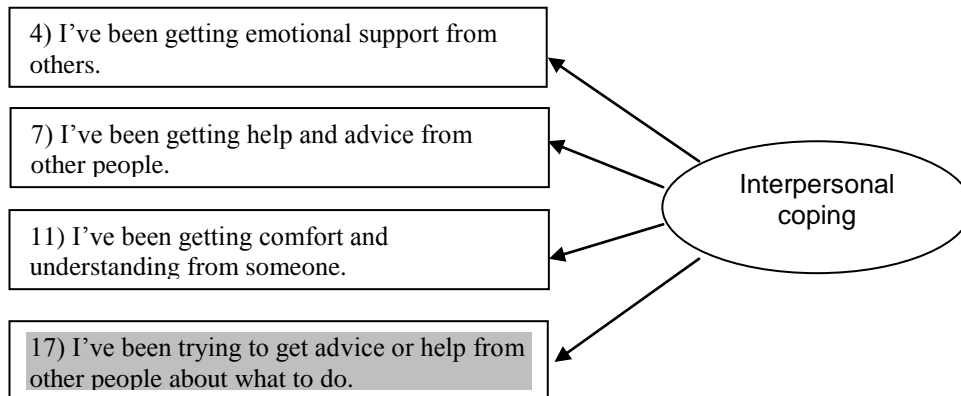 4) I’ve been getting emotional support from
others.
7) I’ve been getting help and advice from
other people.
Interpersonal
coping
11) I’ve been getting comfort and
understanding from someone.
17) I’ve been trying to get advice or help from
other people about what to do.